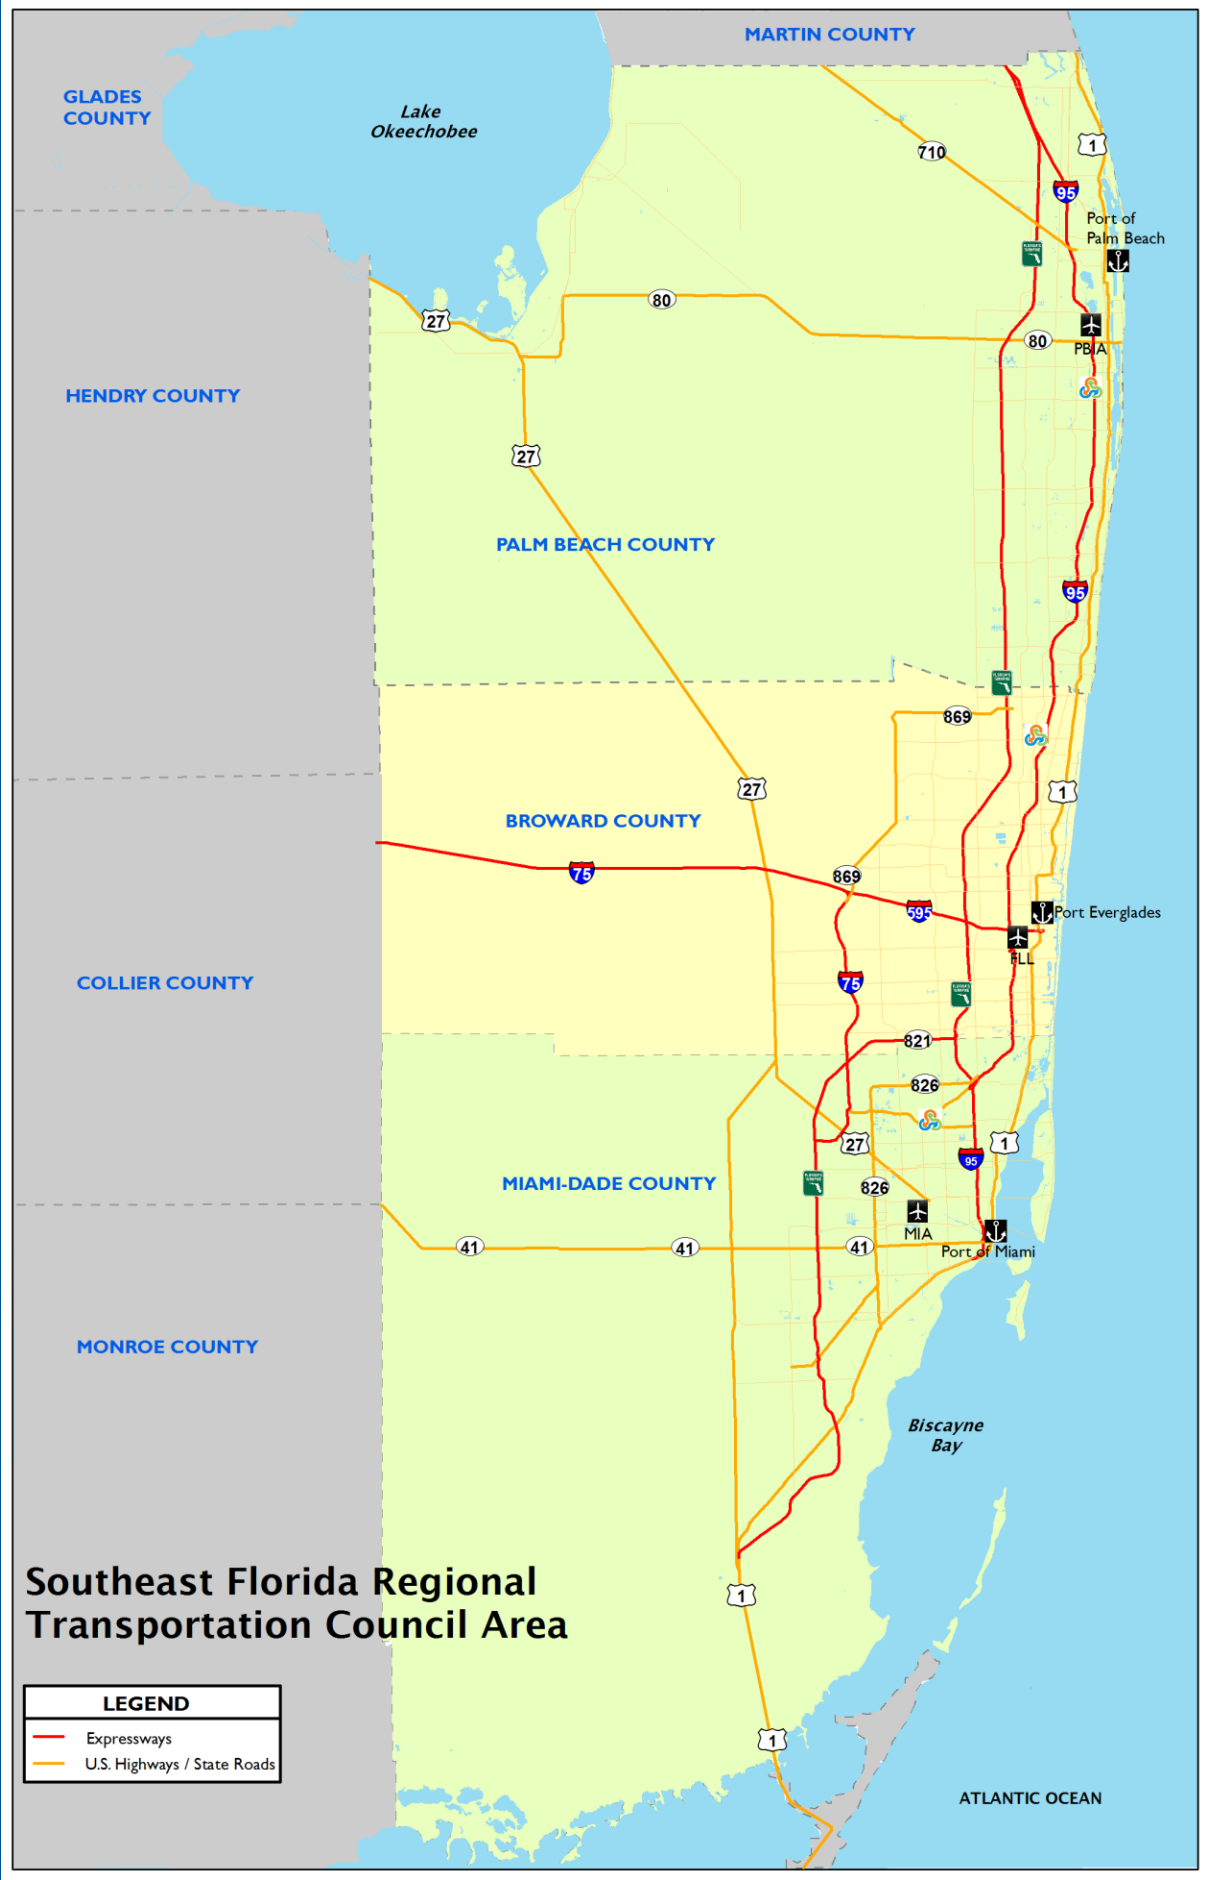 MARTIN COUNTY
GLADES
COUNTY
Lake
Okeechobee
1
710
95
Port of
Palm Beach
27
80
80
PBIA
HENDRY COUNTY
27
PALM BEACH COUNTY
95
869
27
1
BROWARD COUNTY
75
869
595
Port Everglades
FLL
COLLIER COUNTY
75
821
826
27
1
95
MIAMI-DADE COUNTY
826
MIA
41
41
41
Port of Miami
MONROE COUNTY
Biscayne
Bay
Southeast Florida Regional
Transportation Council Area
1
LEGEND
Expressways
U.S. Highways / State Roads
1
ATLANTIC OCEAN